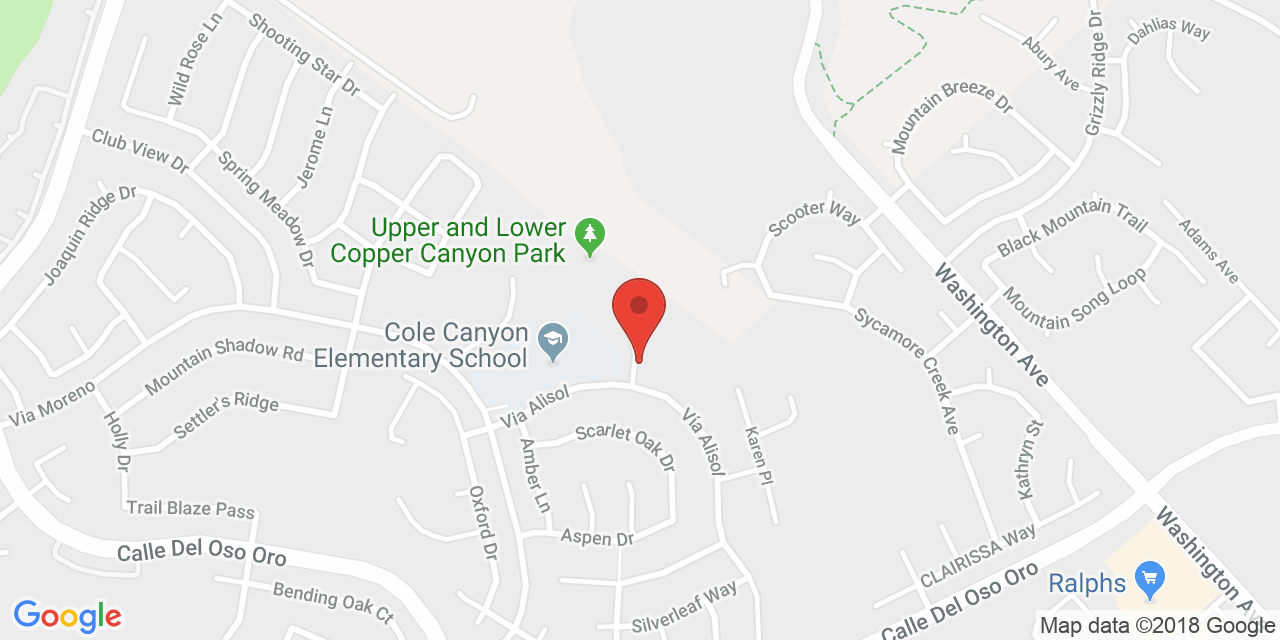 Wild Rose Ln
Shooting Star Dr
Jerome Ln
Club View Dr
Spring Meadow Dr
Joaquin Ridge Dr
Upper and Lower
Copper Canyon Park
Abury Ave
Grizzly Ridge Dr
Dahlias Way
Mountain Breeze Dr
Scooter Way
Black Mountain Trail
Adams Ave
Mountain Song Loop
Washington Ave
Sycamore Creek Ave
Cole Canyon
Elementary School
Mountain Shadow Rd
Via Moreno
Settler's Ridge
Holly Dr
Via Alisol
Vía Alisol
Scarlet Oak Dr
Karen Pl
Kathryn St
Amber Ln
Oxford Dr
Trail Blaze Pass
Aspen Dr
Calle Del Oso Oro
CLAIRISSA Way
Washington Av
Bending Oak Ct
Silverleaf Way
Calle Del Oso Oro
Ralphs
Google
Map data ©2018 Google